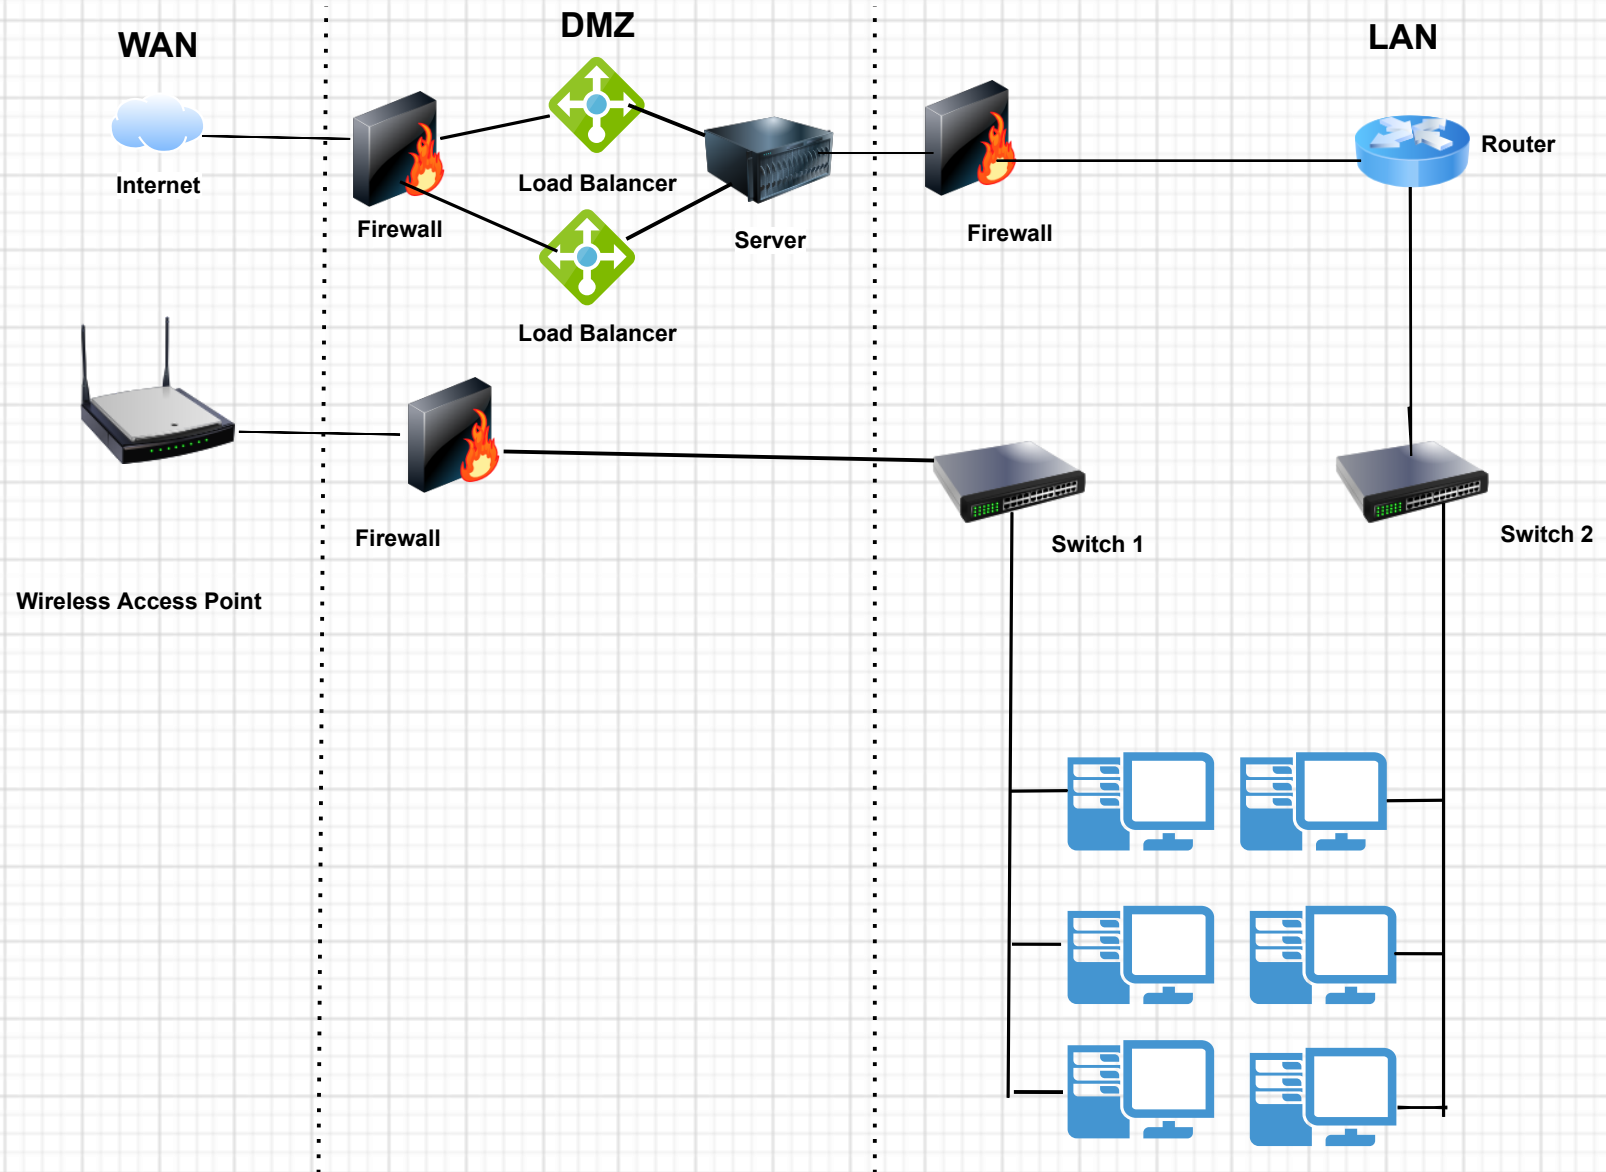 WAN
DMZ
LAN
Internet
Firewall
Load Balancer
Server
Firewall
Router
Load Balancer
Firewall
Switch 1
Switch 2
Wireless Access Point